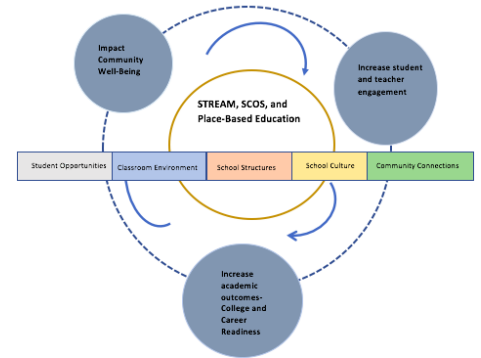 Impact
Community
Well-Being
Increase student
and teacher
engagement
STREAM, SCOS, and
Place-Based Education
Student Opportunities
Classroom Environment
School Structures
School Culture
Community Connections
Increase
academic
outcomes-
College and
Career
Readiness